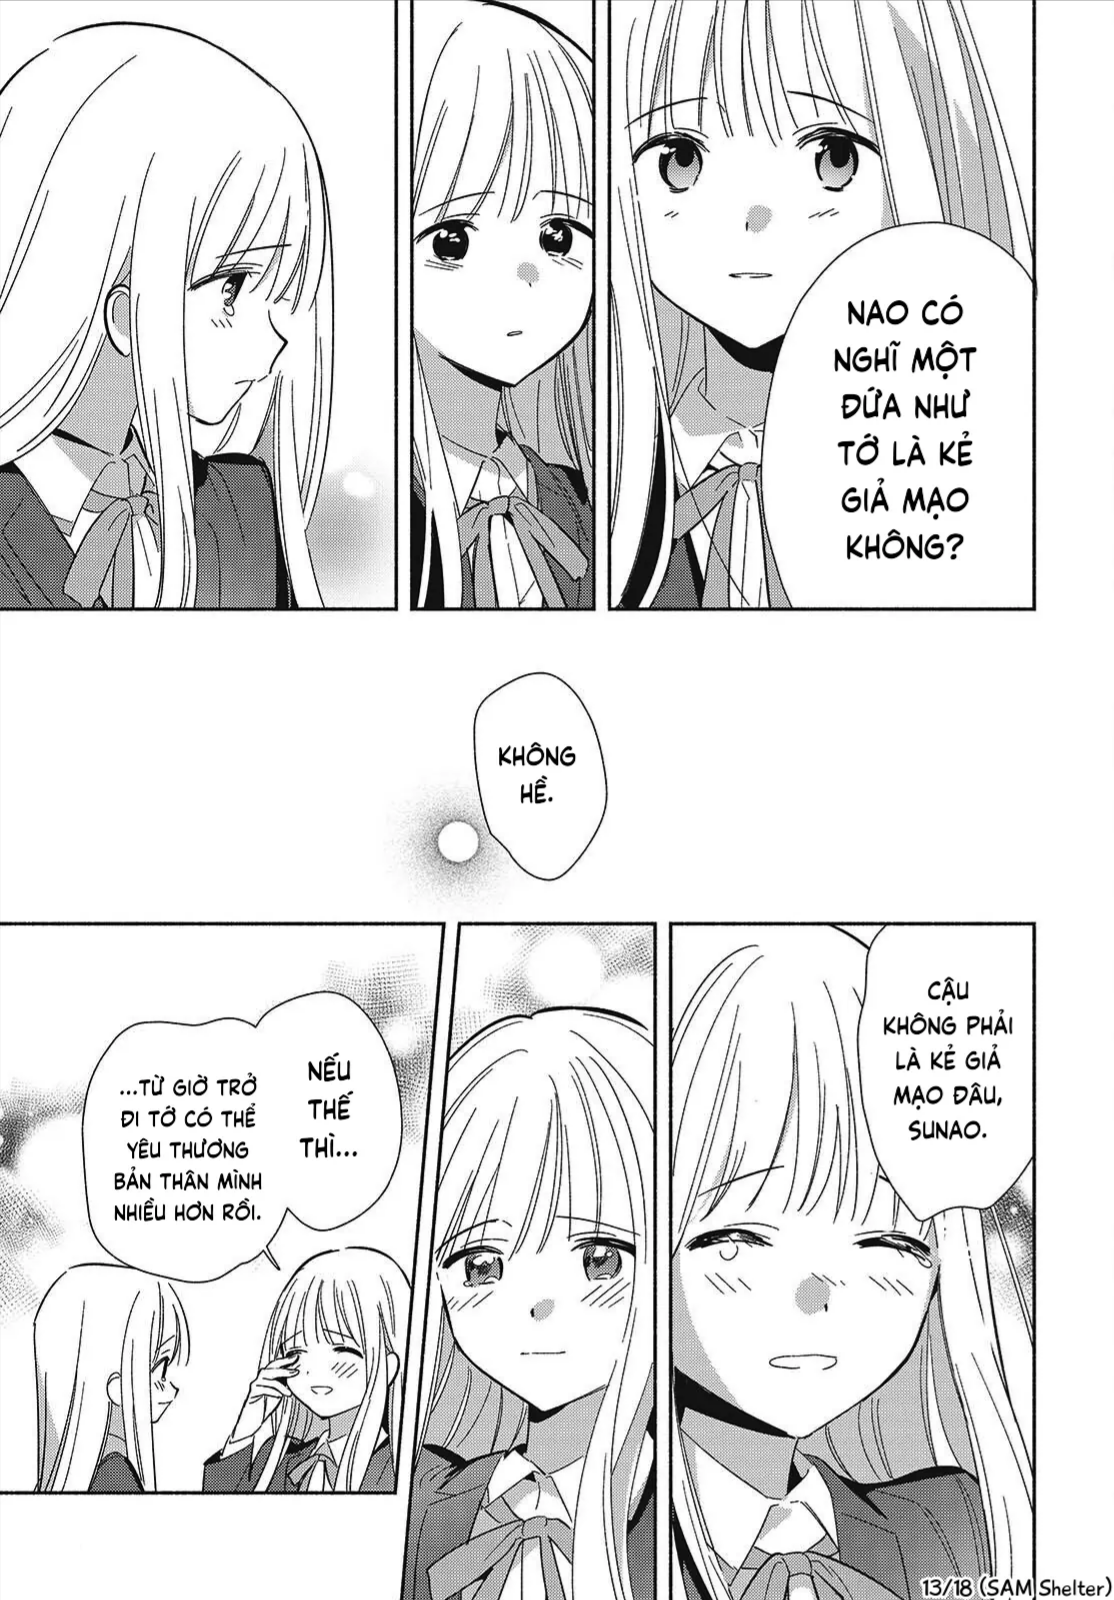 NAO CÓ
NGHĨ MỘT
ĐỨA NHƯ
TỚ LÀ KẺ
GIẢ MẠO
KHÔNG?
KHÔNG
HỀ.
CẬU
KHÔNG PHẢI
LÀ KẺ GIẢ
MẠO ĐÂU,
SUNAO.
NẾU
THẾ
THÌ...
...TỪ GIỜ TRỞ
ĐI TỚ CÓ THỂ
YÊU THƯƠNG
BẢN THÂN MÌNH
NHIỀU HƠN RỒI.
13/18 (SAM Shelter)